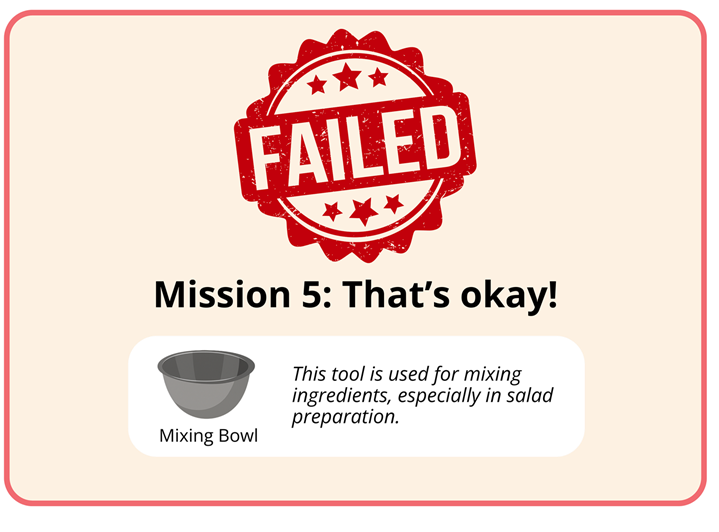 FAILED
Mission 5: That’s okay!
This tool is used for mixing
ingredients, especially in salad
preparation.
Mixing Bowl